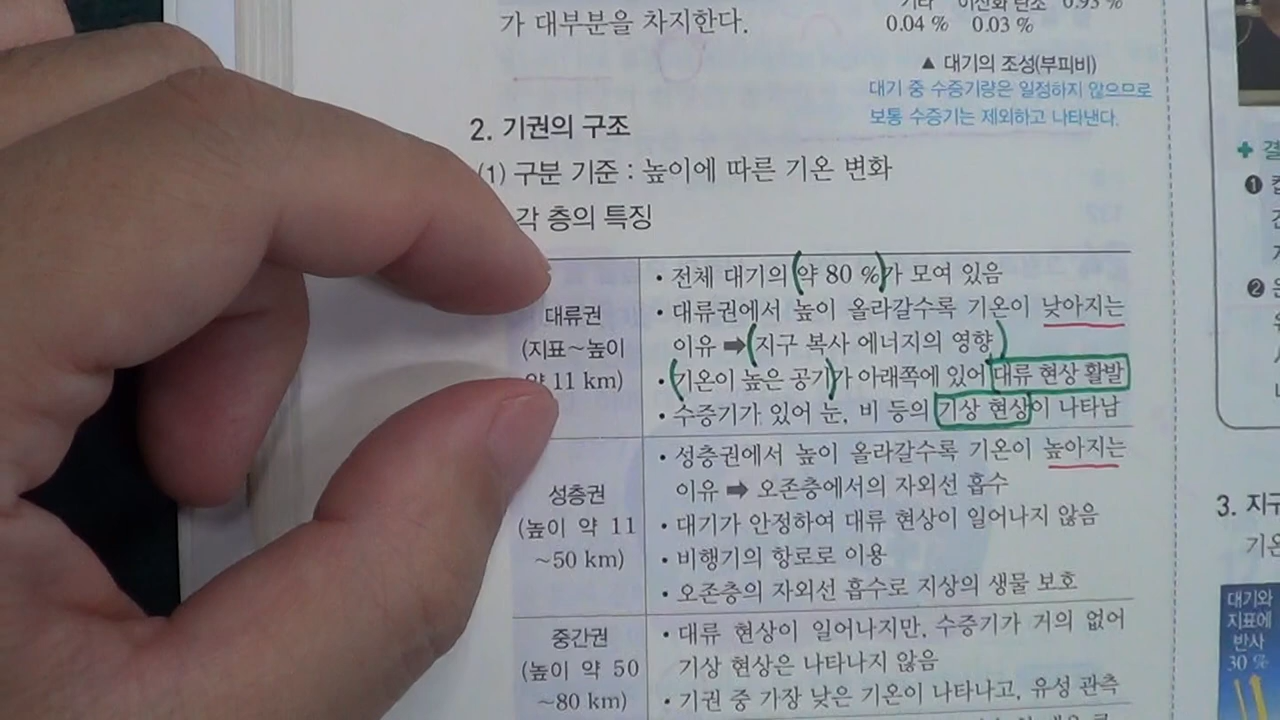 가 대부분을 차지한다.
0.04 % 0.03 %
▲ 대기의 조성(부피비)
대기 중 수증기량은 일정하지 않으므로
보통 수증기는 제외하고 나타낸다.
2. 기권의 구조
(1) 구분 기준 : 높이에 따른 기온 변화
각 층의 특징
대류권
(지표~높이
약 11 km)
• 전체 대기의 (약 80 %)가 모여 있음
• 대류권에서 높이 올라갈수록 기온이 낮아지는
이유 ➡ (지구 복사 에너지의 영향)
• (기온이 높은 공기)가 아래쪽에 있어 대류 현상 활발
• 수증기가 있어 눈, 비 등의 기상 현상이 나타남
성층권
(높이 약 11
~50 km)
• 성층권에서 높이 올라갈수록 기온이 높아지는
이유 ➡ 오존층에서의 자외선 흡수
• 대기가 안정하여 대류 현상이 일어나지 않음
• 비행기의 항로로 이용
• 오존층의 자외선 흡수로 지상의 생물 보호
중간권
(높이 약 50
~80 km)
• 대류 현상이 일어나지만, 수증기가 거의 없어
기상 현상은 나타나지 않음
• 기권 중 가장 낮은 기온이 나타나고, 유성 관측
❶
❷
3. 지구
기온
대기와
지표에
반사
30 %